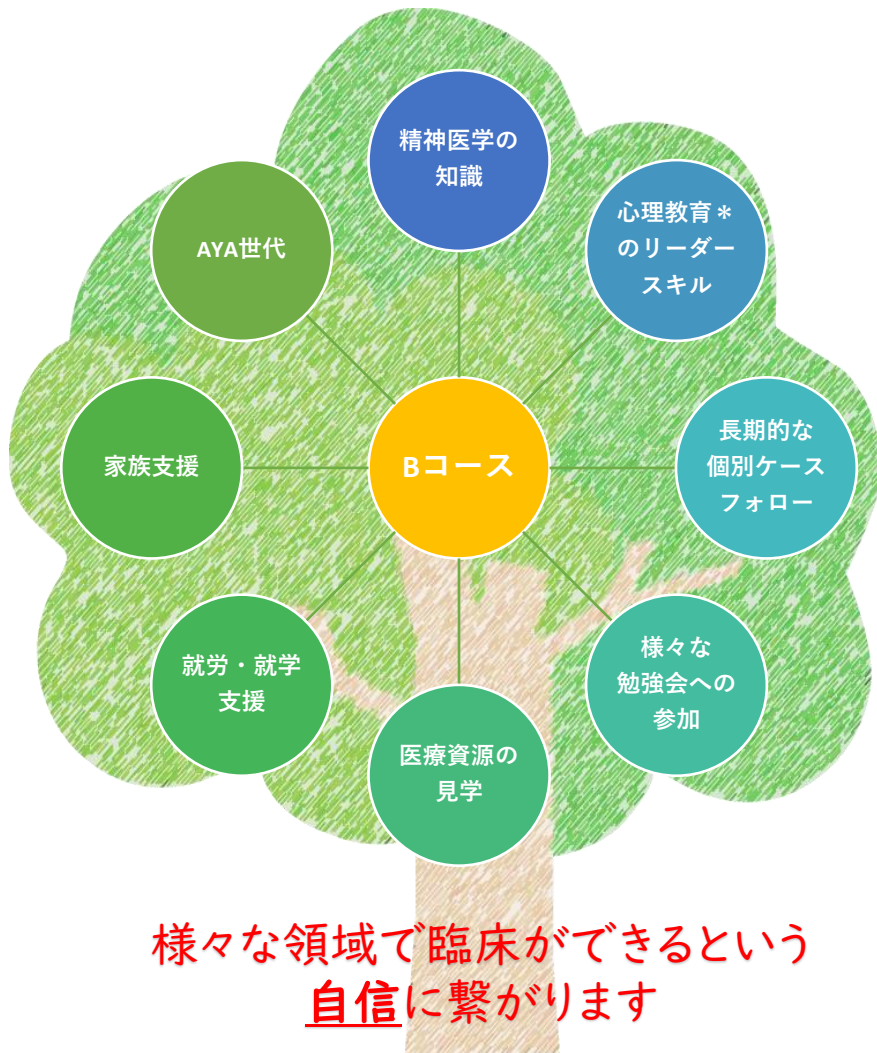 精神医学の
知識
心理教育＊
のリーダー
スキル
長期的な
個別ケース
フォロー
様々な
勉強会への
参加
医療資源の
見学
就労・就学
支援
家族支援
AYA世代
Bコース
様々な領域で臨床ができるという
自信に繋がります